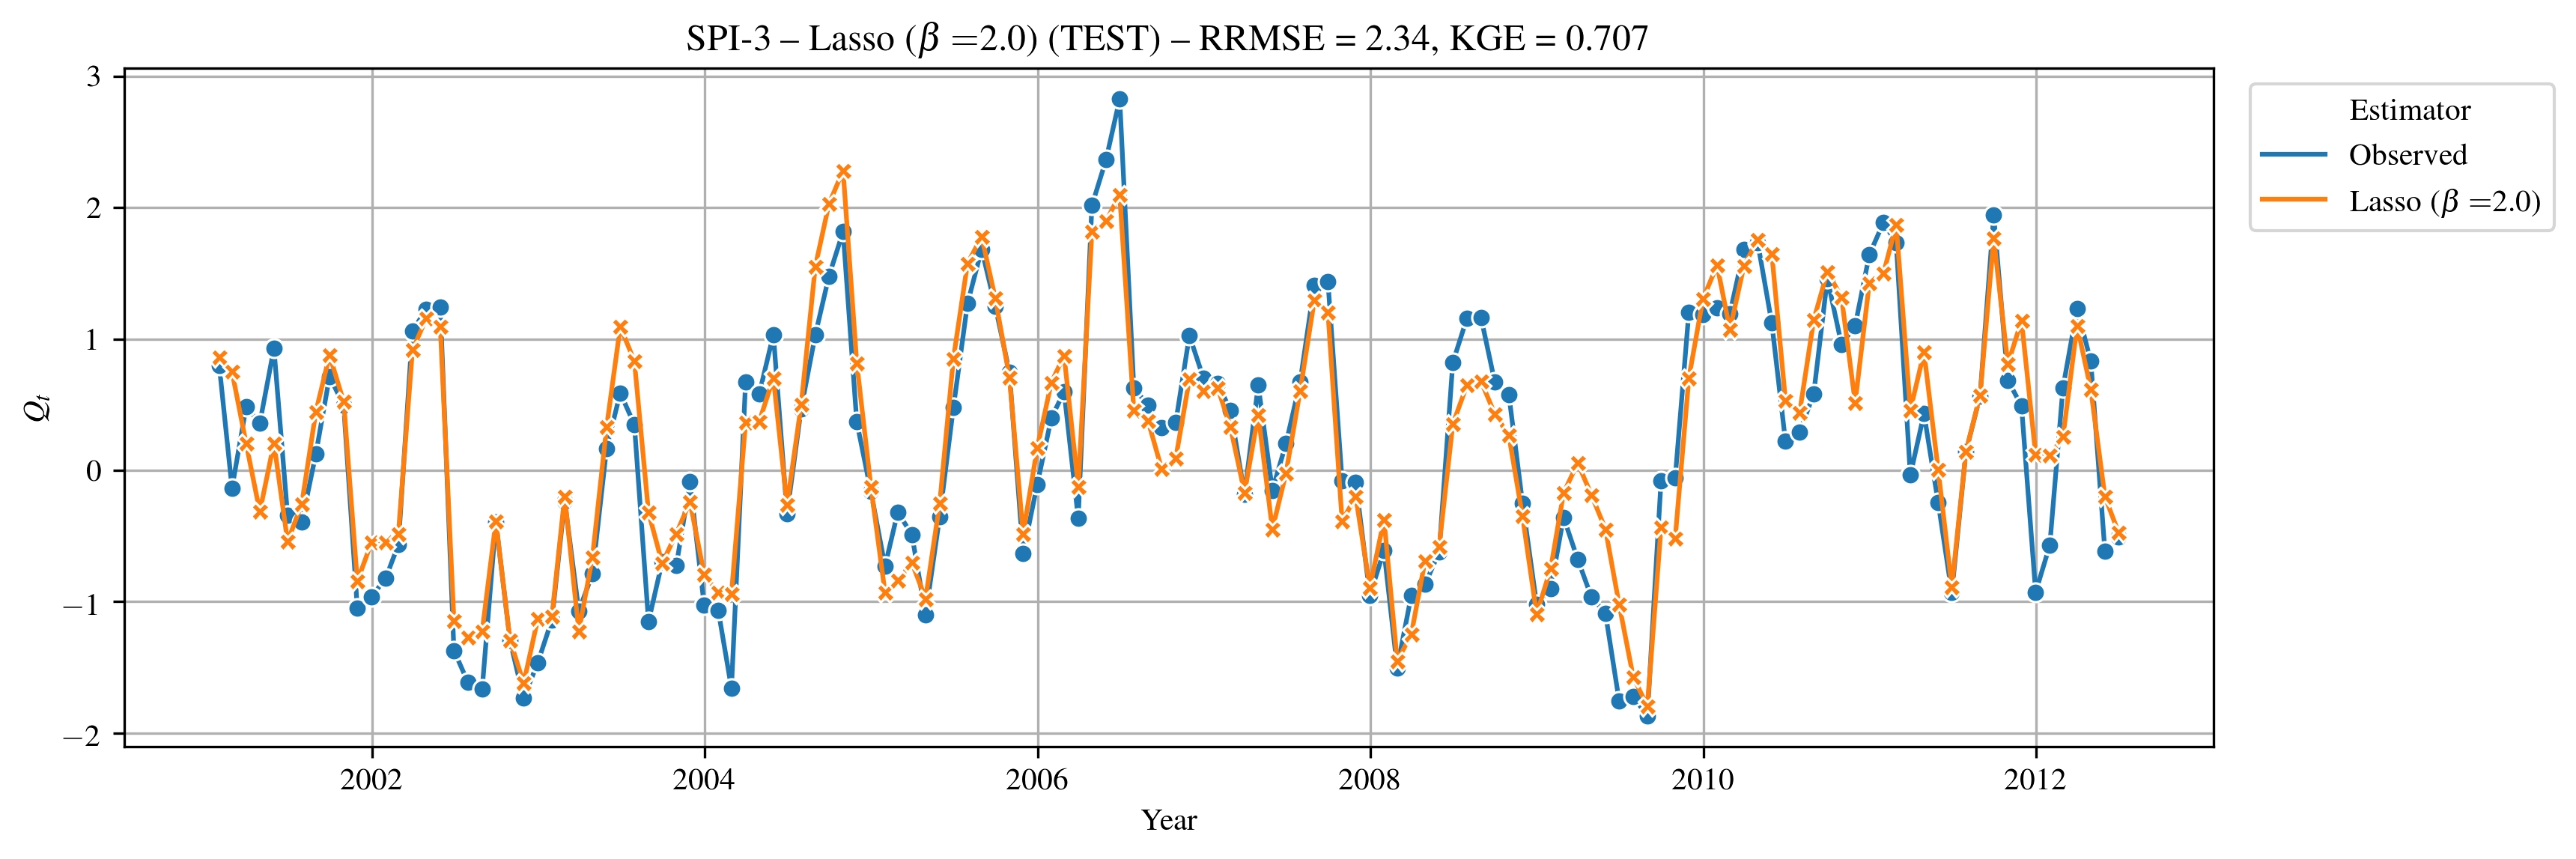 SPI-3 – Lasso (β =2.0) (TEST) – RRMSE = 2.34, KGE = 0.707
3
2
1
0
−1
−2
Qt
2002
2004
2006
2008
2010
2012
Year
Estimator
Observed
Lasso (β =2.0)